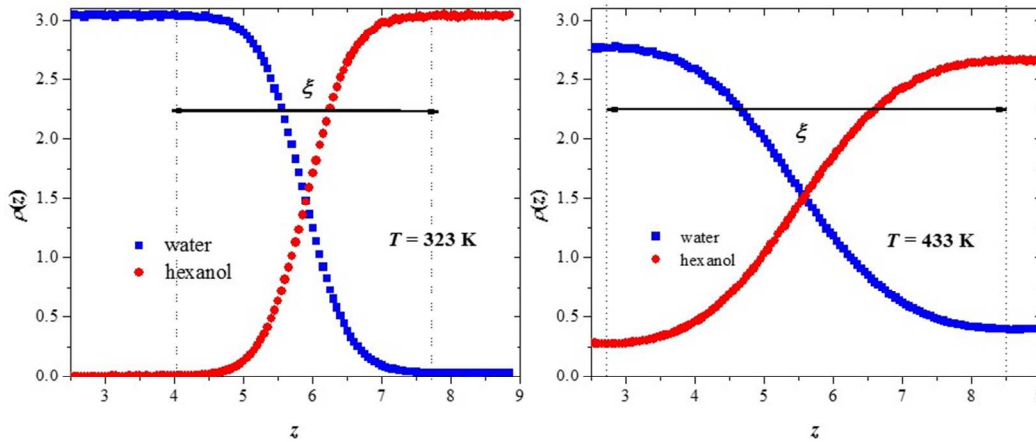 3.0
2.5
2.0
1.5
1.0
0.5
0.0
ρ(z)
ξ
water
hexanol
T = 323 K
3 4 5 6 7 8 9
z
3.0
2.5
2.0
1.5
1.0
0.5
0.0
ρ(z)
ξ
water
hexanol
T = 433 K
3 4 5 6 7 8
z